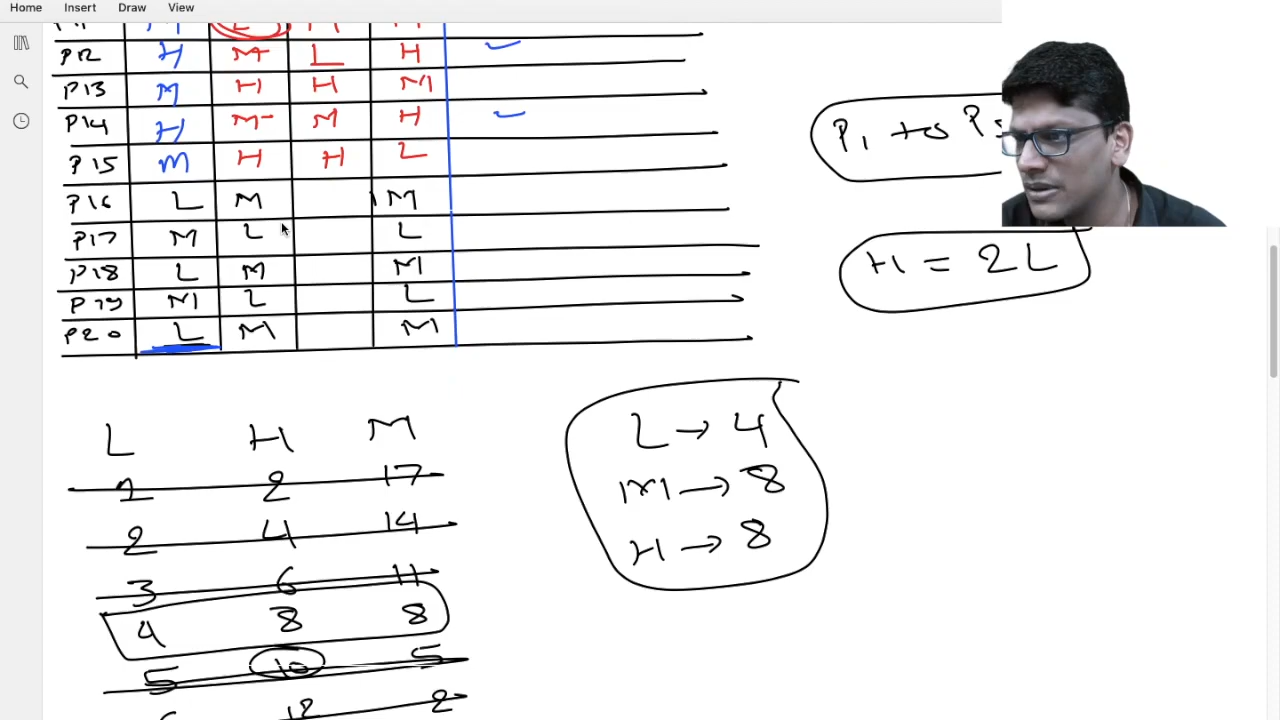 Home Insert Draw View
P12 H M L H
P13 M H H M
P14 H M M H
P15 M H H L
P16 L M M
P17 M L L
P18 L M M
P19 M L L
P20 L M M
P1 to P5
H = 2L
L H M
1 2 17
2 4 14
3 6 11
4 8 8
5 10 5
12 2
L → 4
M → 8
H → 8